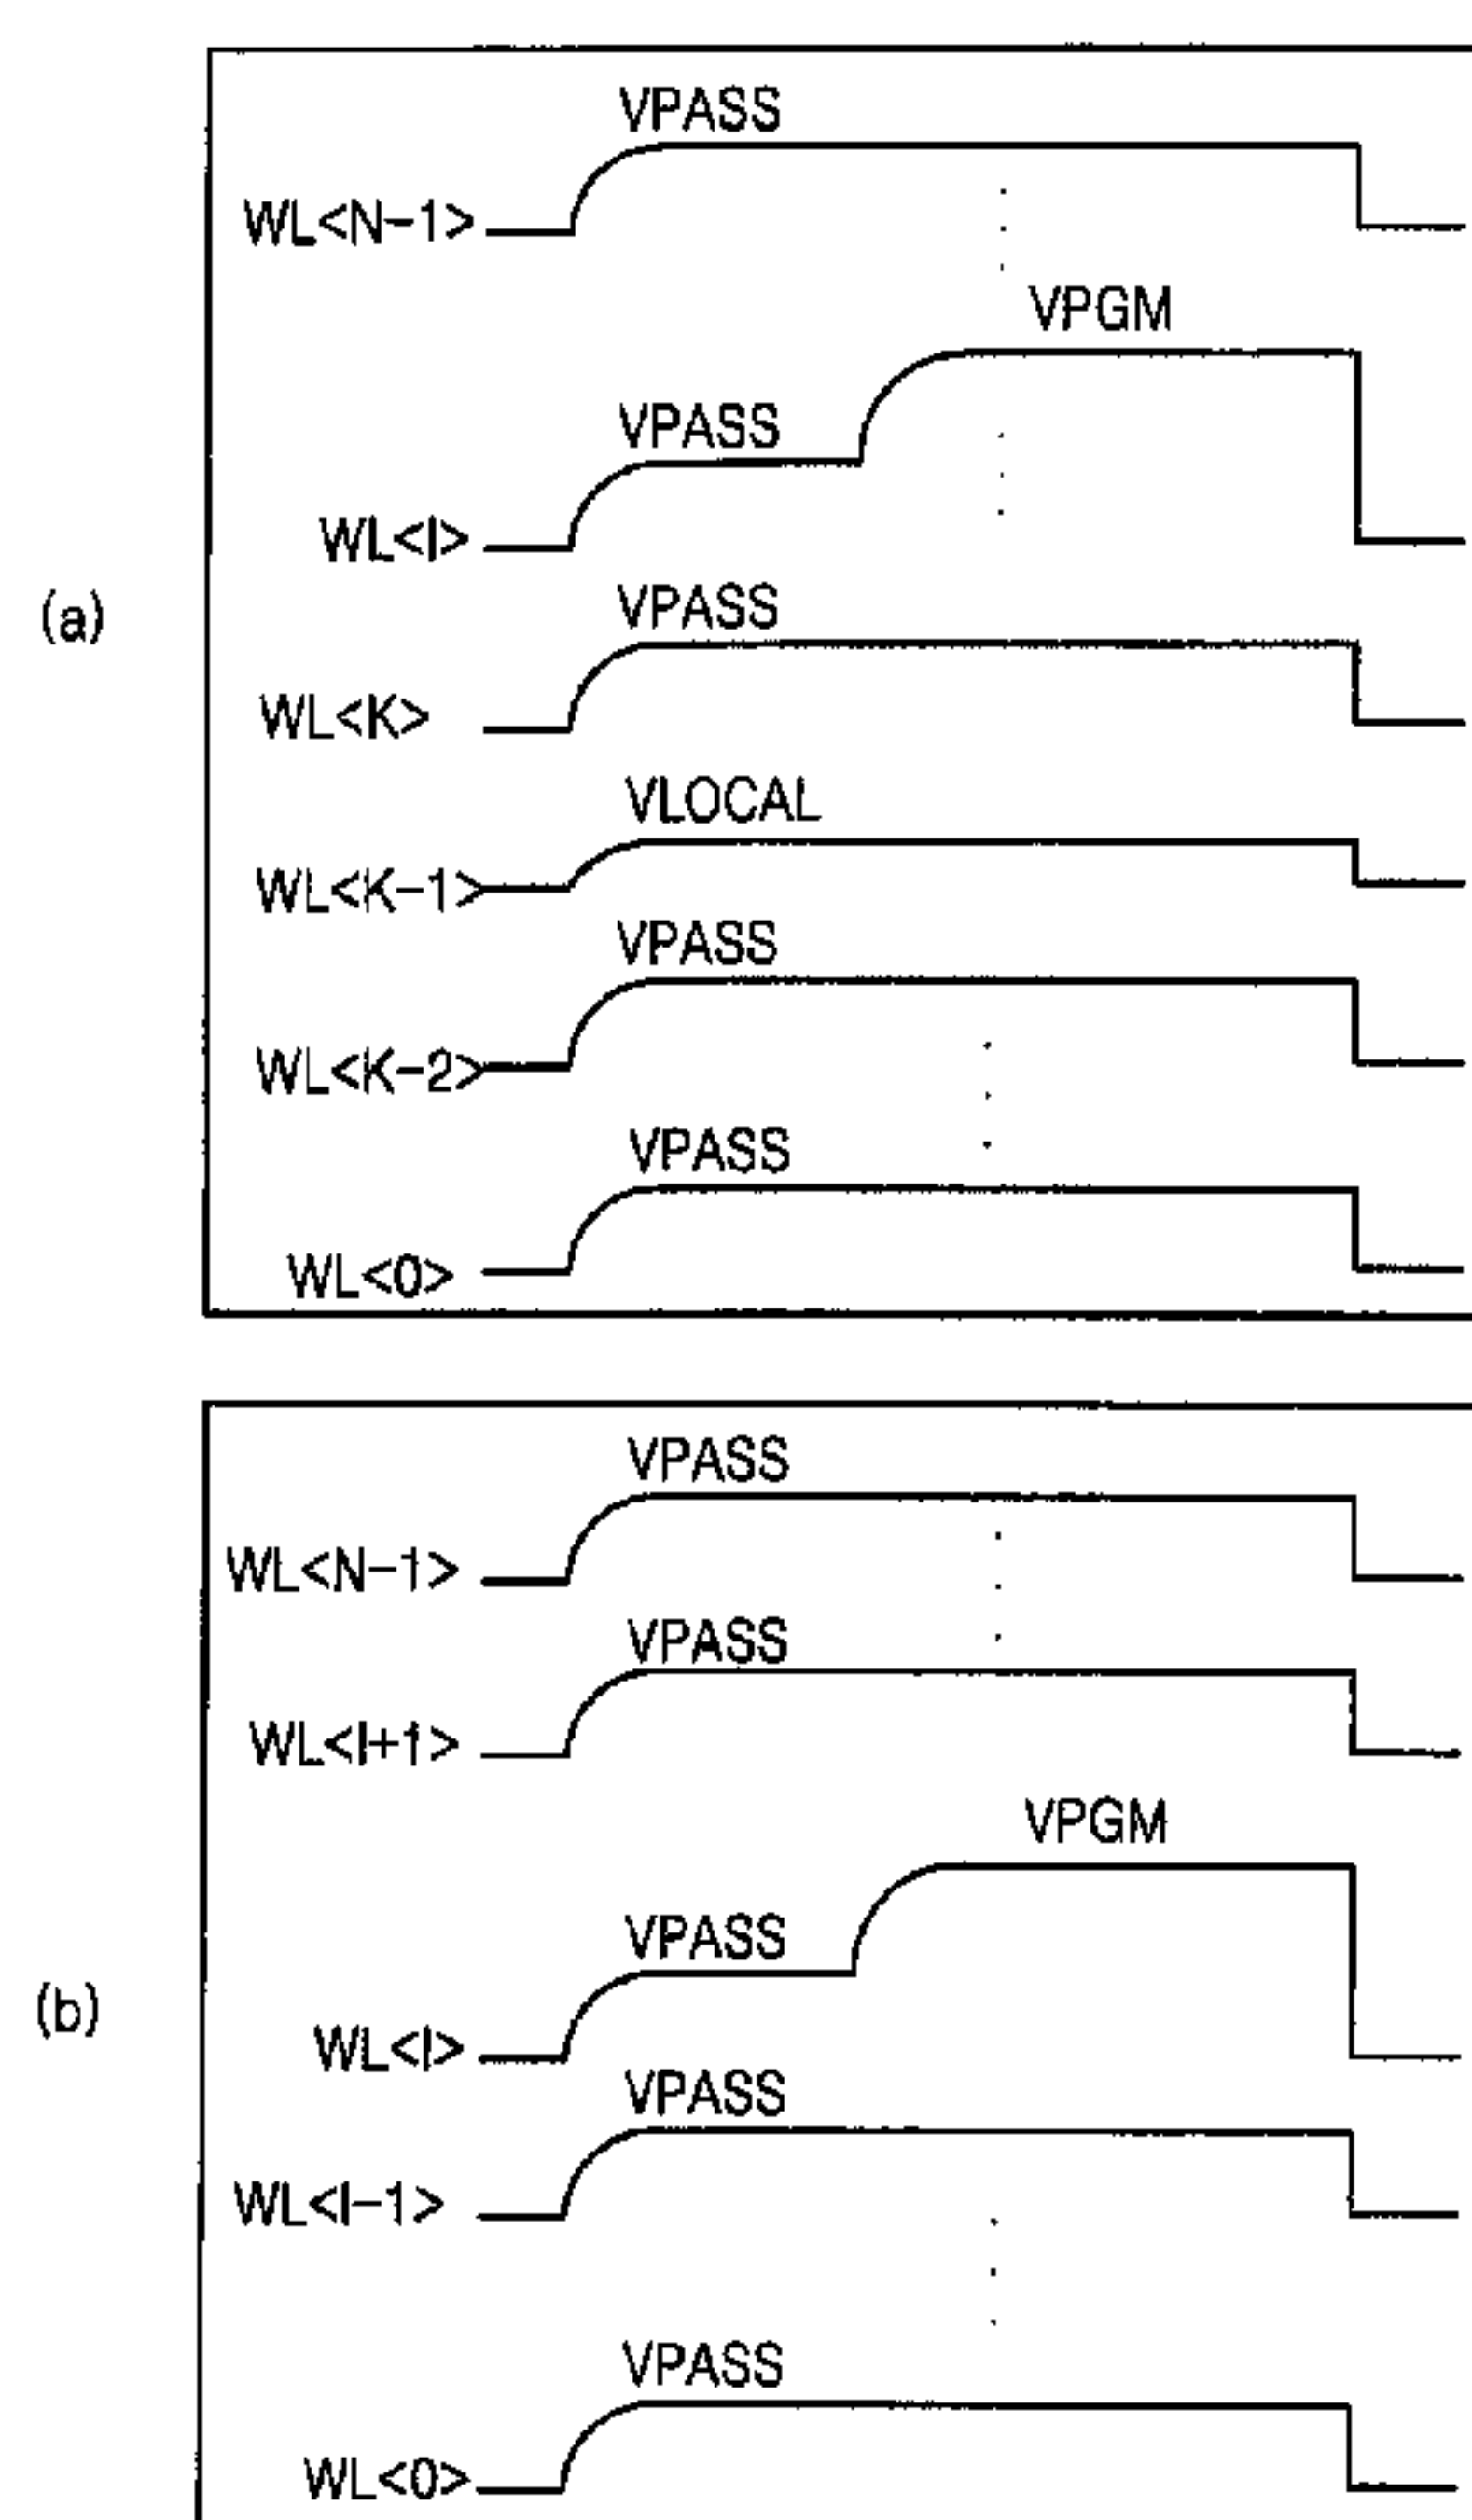 VPASS
WL<N-1>
VPGM
VPASS
WL<I>
(a)
VPASS
WL<K>
VLOCAL
WL<K-1>
VPASS
WL<K-2>
VPASS
WL<0>
VPASS
WL<N-1>
VPASS
WL<I+1>
VPGM
VPASS
(b)
WL<I>
VPASS
WL<I-1>
VPASS
WL<0>